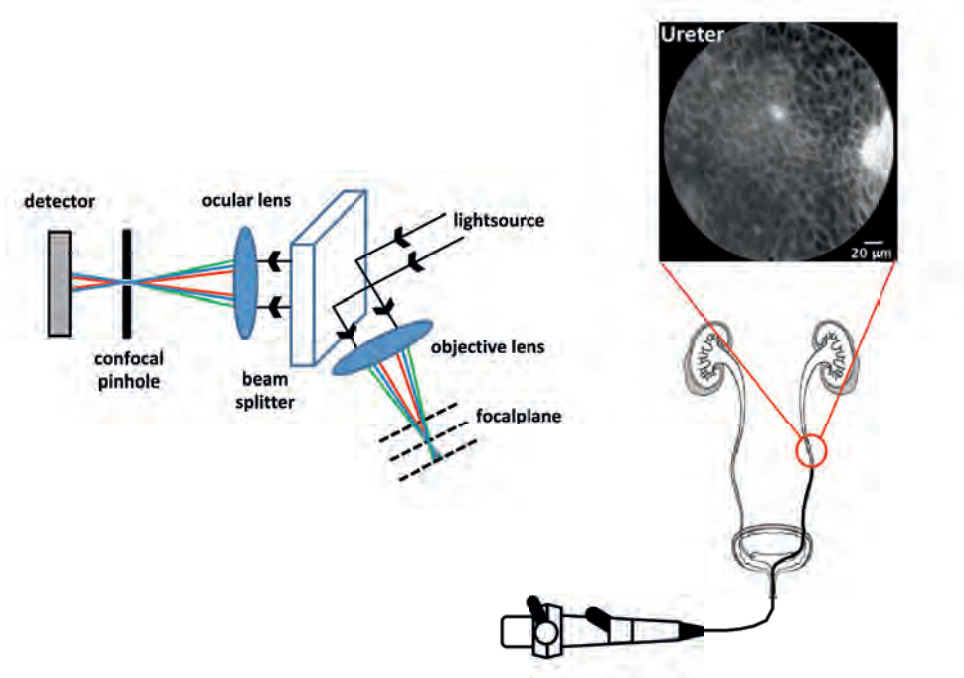 Ureter
20 µm
detector
ocular lens
lightsource
confocal
pinhole
beam
splitter
objective lens
focalplane